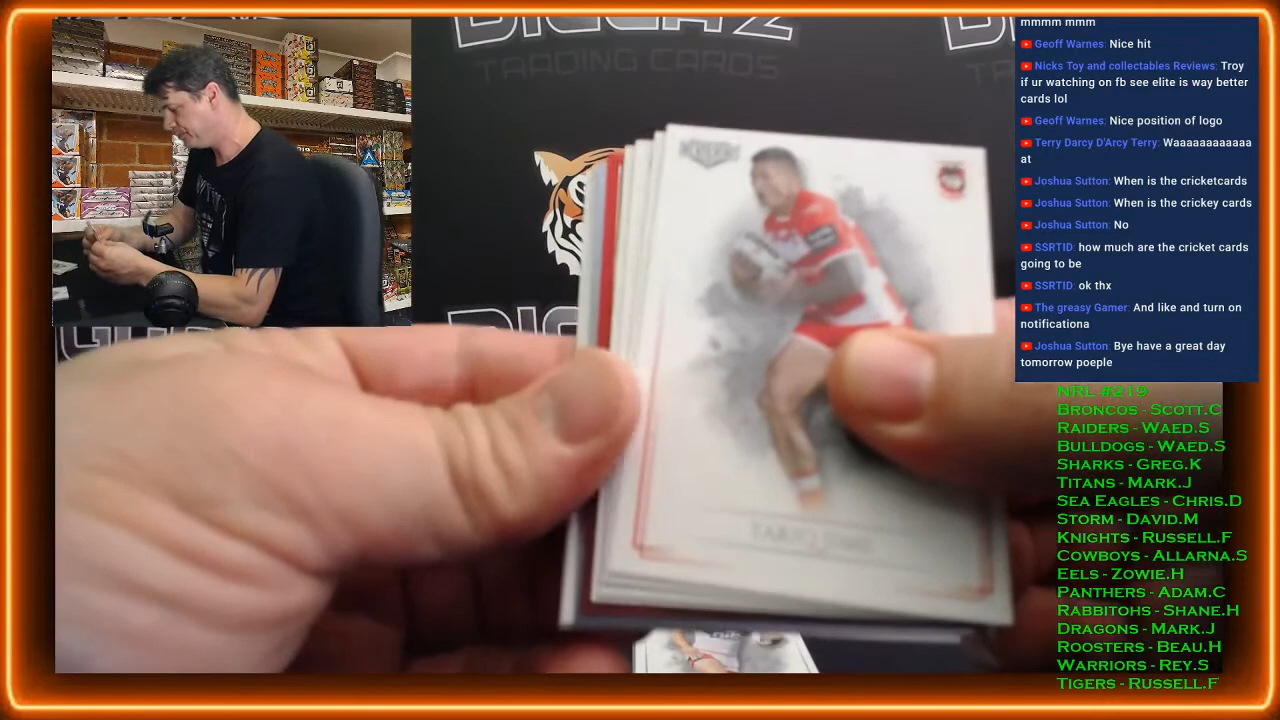 DIGGAZ
TRADING CARDS
mmmm mmm
Geoff Warnes: Nice hit
Nicks Toy and collectables Reviews: Troy
if ur watching on fb see elite is way better
cards lol
Geoff Warnes: Nice position of logo
Terry Darcy D'Arcy Terry: Waaaaaaaaaaaa
at
Joshua Sutton: When is the cricketcards
Joshua Sutton: When is the crickey cards
Joshua Sutton: No
SSRTID: how much are the cricket cards
going to be
SSRTID: ok thx
The greasy Gamer: And like and turn on
notificationa
Joshua Sutton: Bye have a great day
tomorrow poeple
NRL #219
Broncos - Scott.C
Raiders - Waed.S
Bulldogs - Waed.S
Sharks - Greg.K
Titans - Mark.J
Sea Eagles - Chris.D
Storm - David.M
Knights - Russell.F
Cowboys - Allarna.S
Eels - Zowie.H
Panthers - Adam.C
Rabbitohs - Shane.H
Dragons - Mark.J
Roosters - Beau.H
Warriors - Rey.S
Tigers - Russell.F